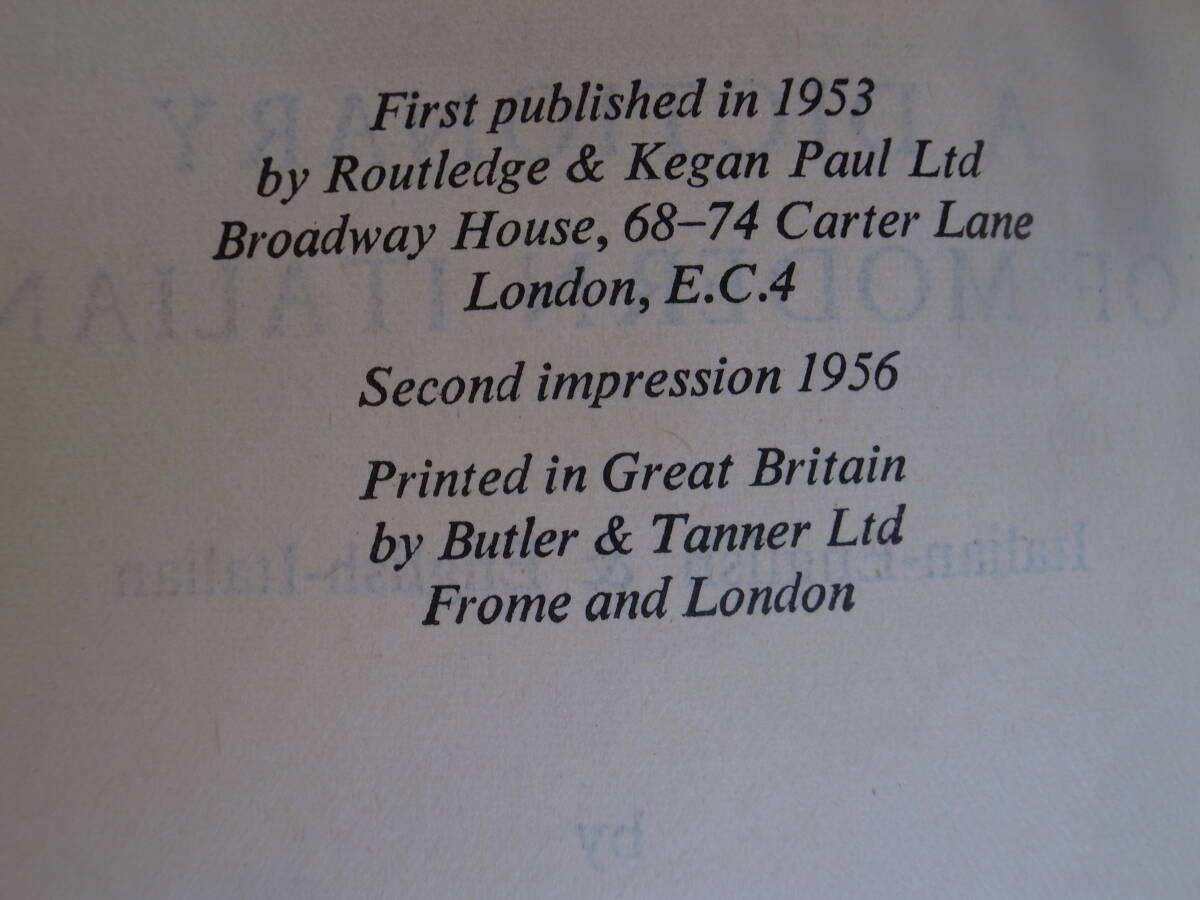 First published in 1953
by Routledge & Kegan Paul Ltd
Broadway House, 68–74 Carter Lane
London, E.C.4
Second impression 1956
Printed in Great Britain
by Butler & Tanner Ltd
Frome and London